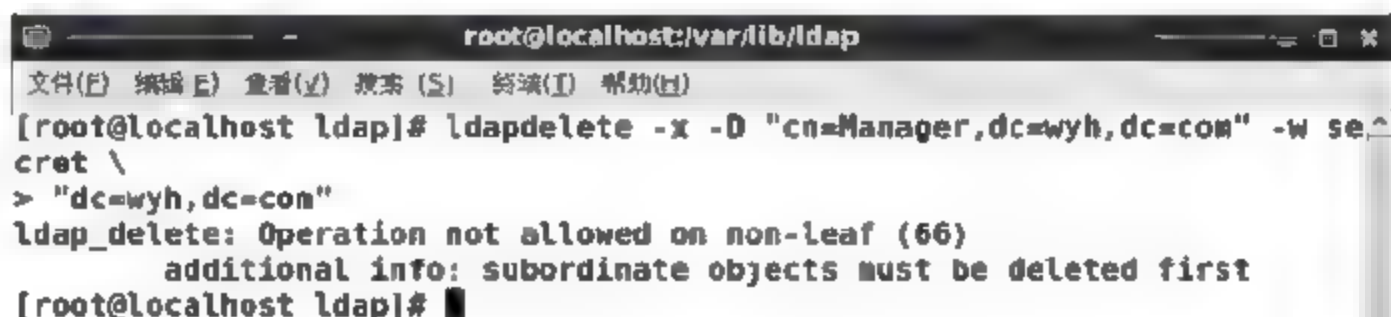 root@localhost:/var/lib/ldap
文件(F) 编辑 E) 查看(V) 搜索 (S) 终端(T) 帮助(H)
[root@localhost ldap]# ldapdelete -x -D "cn=Manager,dc=wyh,dc=com" -w se
cret \
> "dc=wyh,dc=com"
ldap_delete: Operation not allowed on non-leaf (66)
additional info: subordinate objects must be deleted first
[root@localhost ldap]#